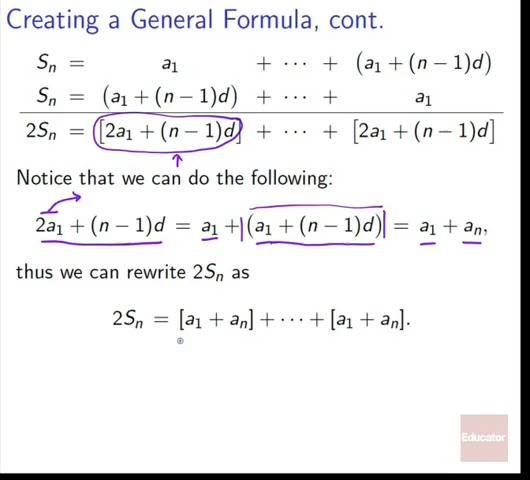 Creating a General Formula, cont.
Sₙ = a₁ + ··· + (a₁ + (n − 1)d)
Sₙ = (a₁ + (n − 1)d) + ··· + a₁
2Sₙ = [2a₁ + (n − 1)d] + ··· + [2a₁ + (n − 1)d]
Notice that we can do the following:
2a₁ + (n − 1)d = a₁ + (a₁ + (n − 1)d) = a₁ + aₙ,
thus we can rewrite 2Sₙ as
2Sₙ = [a₁ + aₙ] + ··· + [a₁ + aₙ].
Educator